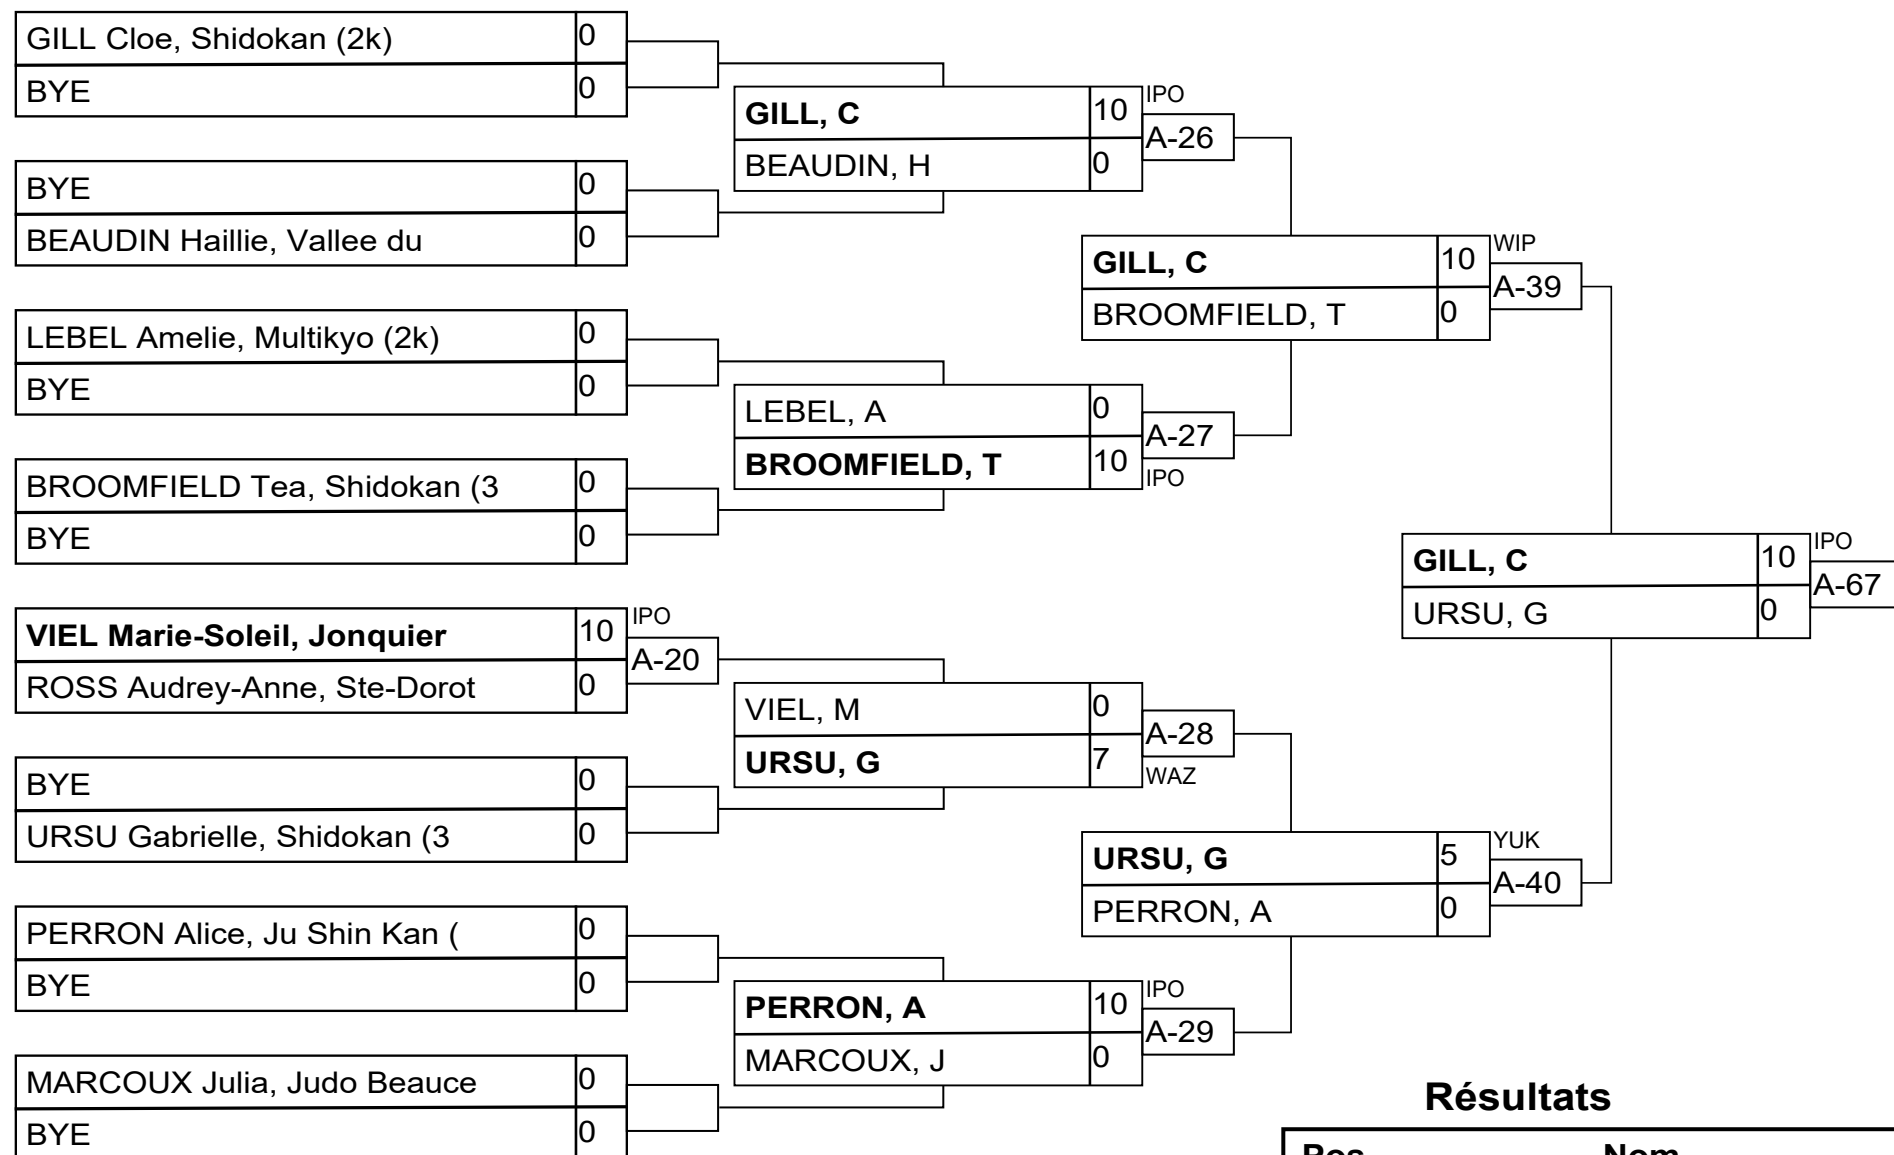 GILL Cloe, Shidokan (2k) 0
BYE 0
BYE 0
BEAUDIN Haillie, Vallee du 0
LEBEL Amelie, Multikyo (2k) 0
BYE 0
BROOMFIELD Tea, Shidokan (3 0
BYE 0
VIEL Marie-Soleil, Jonquier 10 IPO
A-20
ROSS Audrey-Anne, Ste-Dorot 0
BYE 0
URSU Gabrielle, Shidokan (3 0
PERRON Alice, Ju Shin Kan ( 0
BYE 0
MARCOUX Julia, Judo Beauce 0
BYE 0
GILL, C 10 IPO
A-26
BEAUDIN, H 0
LEBEL, A 0
A-27
BROOMFIELD, T 10 IPO
VIEL, M 0
A-28
URSU, G 7 WAZ
PERRON, A 10 IPO
A-29
MARCOUX, J 0
GILL, C 10 WIP
A-39
BROOMFIELD, T 0
URSU, G 5 YUK
A-40
PERRON, A 0
GILL, C 10 IPO
A-67
URSU, G 0
Résultats
Pos Nom